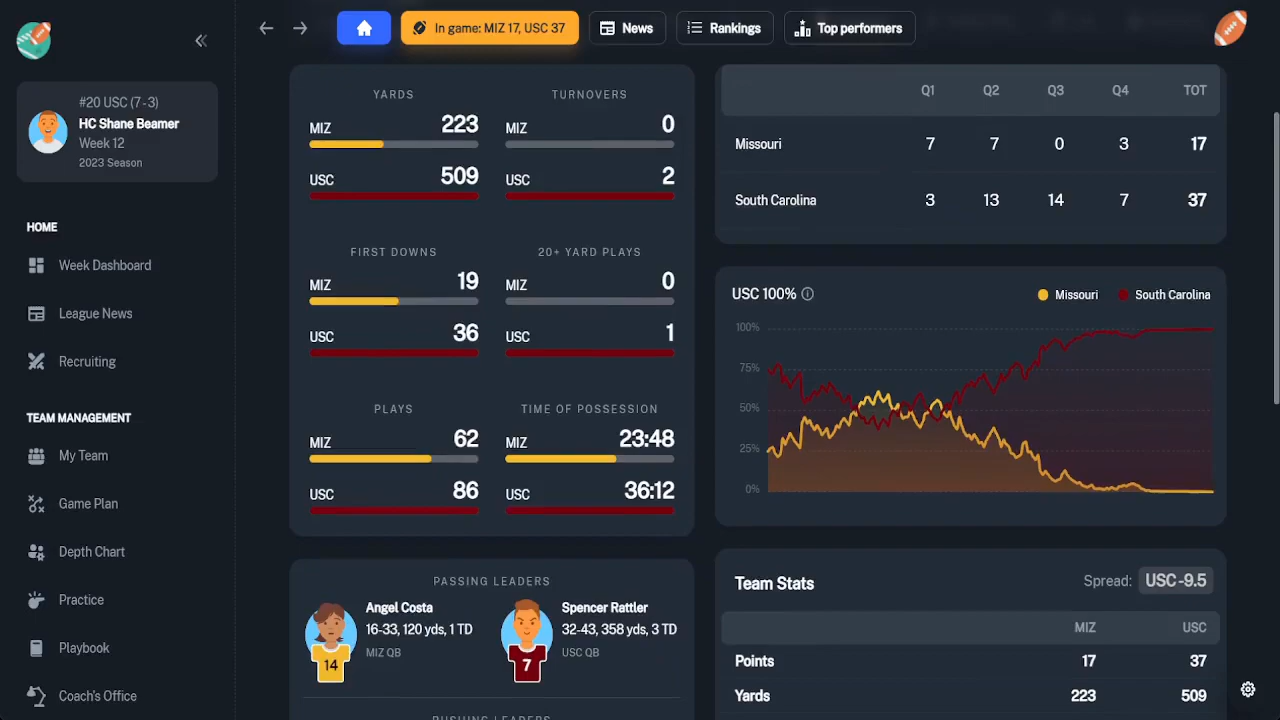 In game: MIZ 17, USC 37
News
Rankings
Top performers
#20 USC (7-3)
HC Shane Beamer
Week 12
2023 Season
HOME
Week Dashboard
League News
Recruiting
TEAM MANAGEMENT
My Team
Game Plan
Depth Chart
Practice
Playbook
Coach's Office
YARDS
MIZ 223
USC 509
TURNOVERS
MIZ 0
USC 2
FIRST DOWNS
MIZ 19
USC 36
20+ YARD PLAYS
MIZ 0
USC 1
PLAYS
MIZ 62
USC 86
TIME OF POSSESSION
MIZ 23:48
USC 36:12
PASSING LEADERS
14
Angel Costa
16-33, 120 yds, 1 TD
MIZ QB
7
Spencer Rattler
32-43, 358 yds, 3 TD
USC QB
RUSHING LEADERS
Q1 Q2 Q3 Q4 TOT
Missouri 7 7 0 3 17
South Carolina 3 13 14 7 37
USC 100%
Missouri South Carolina
100%
75%
50%
25%
0%
Team Stats Spread: USC -9.5
MIZ USC
Points 17 37
Yards 223 509